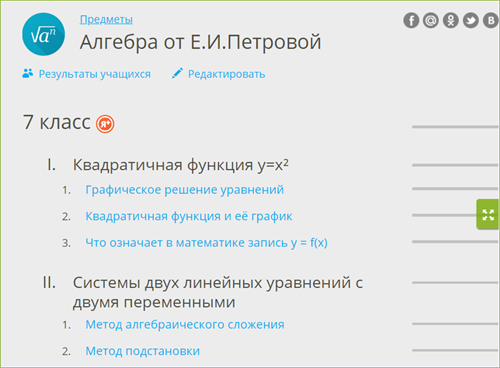 √aⁿ
Предметы
Алгебра от Е.И.Петровой
Результаты учащихся Редактировать
7 класс Я+
I. Квадратичная функция y=x²
1. Графическое решение уравнений
2. Квадратичная функция и её график
3. Что означает в математике запись y = f(x)
II. Системы двух линейных уравнений с
двумя переменными
1. Метод алгебраического сложения
2. Метод подстановки